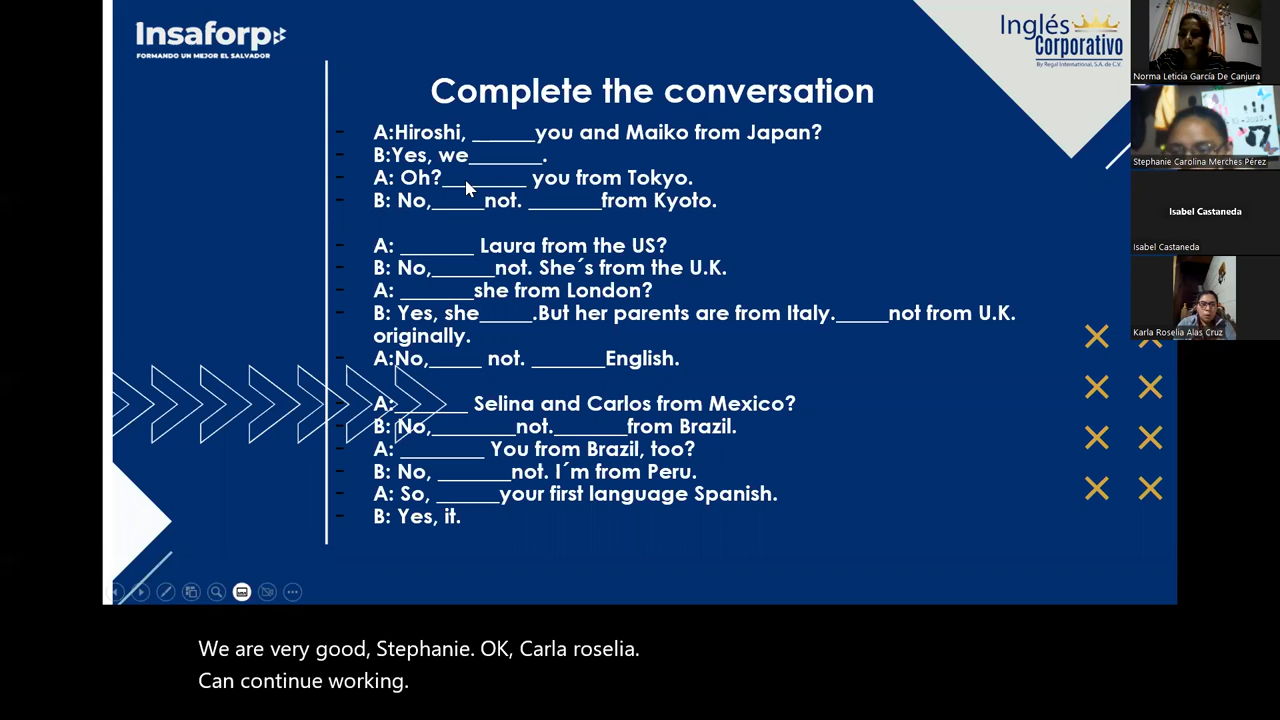 Insaforp
FORMANDO UN MEJOR EL SALVADOR
Inglés
Corporativo
By Regal International, S.A. de C.V.
Complete the conversation
- A:Hiroshi, ______you and Maiko from Japan?
- B:Yes, we_______.
- A: Oh?________ you from Tokyo.
- B: No,_____not. _______from Kyoto.
- A: _______ Laura from the US?
- B: No,______not. She´s from the U.K.
- A: _______she from London?
- B: Yes, she_____.But her parents are from Italy._____not from U.K.
originally.
- A:No,_____ not. _______English.
- A:_______ Selina and Carlos from Mexico?
- B: No,________not._______from Brazil.
- A: ________ You from Brazil, too?
- B: No, _______not. I´m from Peru.
- A: So, ______your first language Spanish.
- B: Yes, it.
Norma Leticia García De Canjura
Stephanie Carolina Merches Pérez
Isabel Castaneda
Isabel Castaneda
Karla Roselia Alas Cruz
We are very good, Stephanie. OK, Carla roselia.
Can continue working.